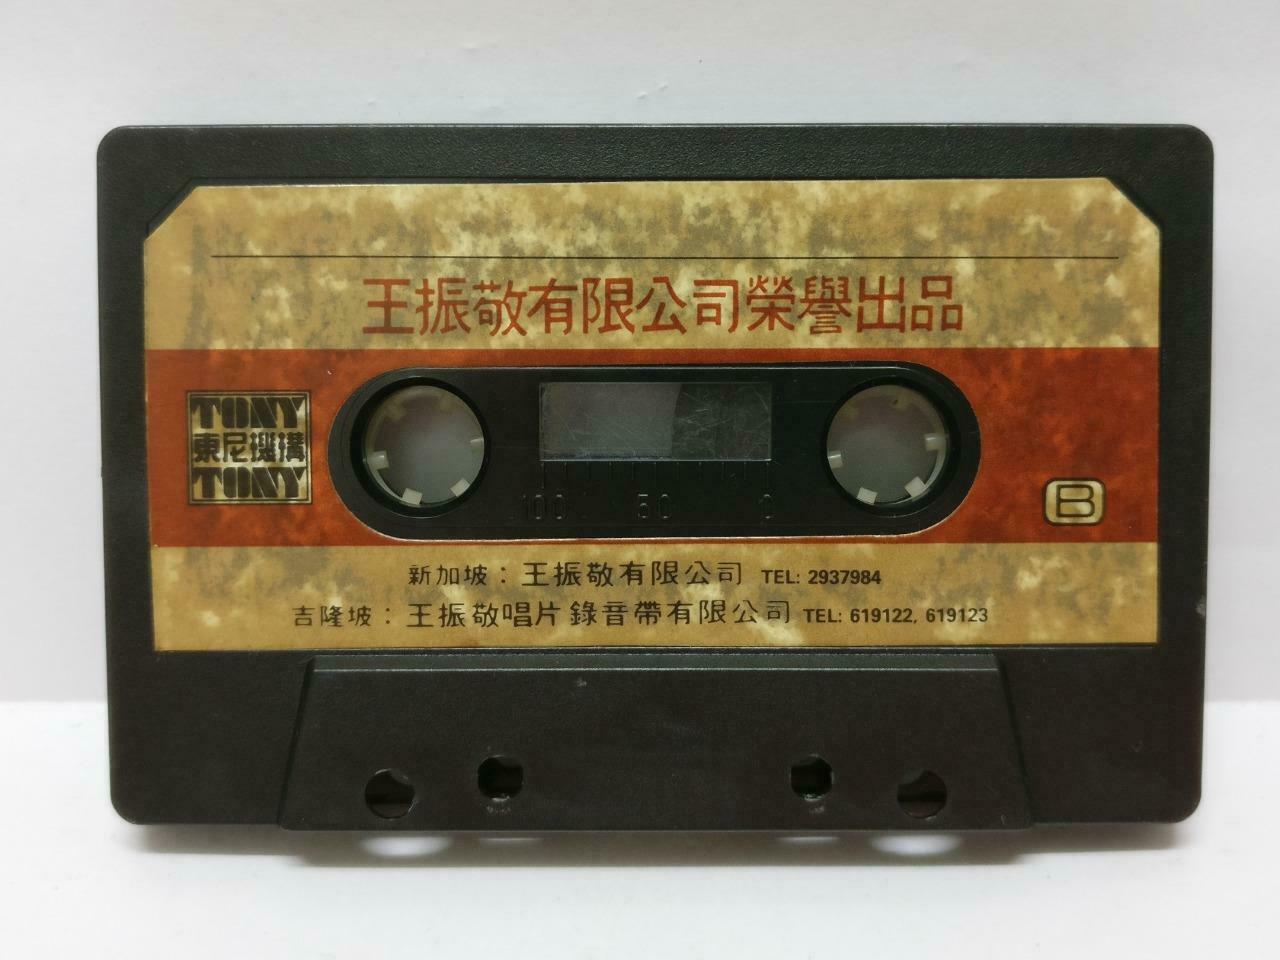 王振敬有限公司榮譽出品
TONY
東尼機構
TONY
100 50 0
B
新加坡：王振敬有限公司 TEL: 2937984
吉隆坡：王振敬唱片錄音帶有限公司 TEL: 619122, 619123